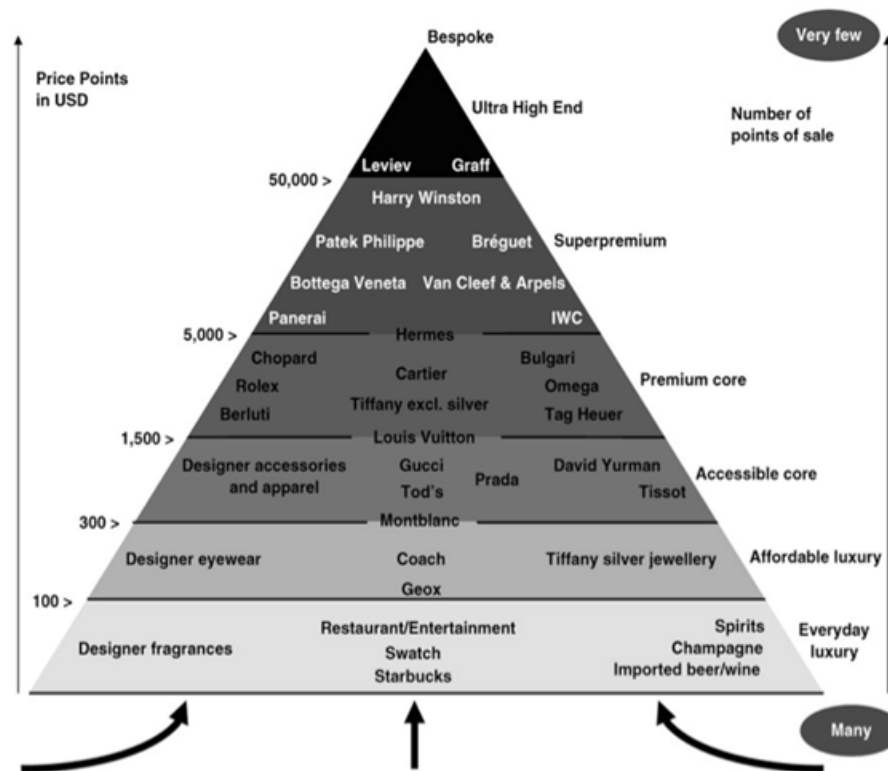 Bespoke
Very few
Price Points
in USD
Ultra High End
Number of
points of sale
Leviev Graff
50,000 >
Harry Winston
Patek Philippe Bréguet Superpremium
Bottega Veneta Van Cleef & Arpels
Panerai IWC
5,000 > Hermes
Chopard Bulgari
Cartier
Rolex Omega Premium core
Tiffany excl. silver
Berluti Tag Heuer
1,500 > Louis Vuitton
Designer accessories
and apparel
Gucci
Tod's
Prada
David Yurman
Tissot
Accessible core
300 > Montblanc
Designer eyewear Coach Tiffany silver jewellery Affordable luxury
Geox
100 >
Designer fragrances
Restaurant/Entertainment
Swatch
Starbucks
Spirits
Champagne
Imported beer/wine
Everyday
luxury
Many